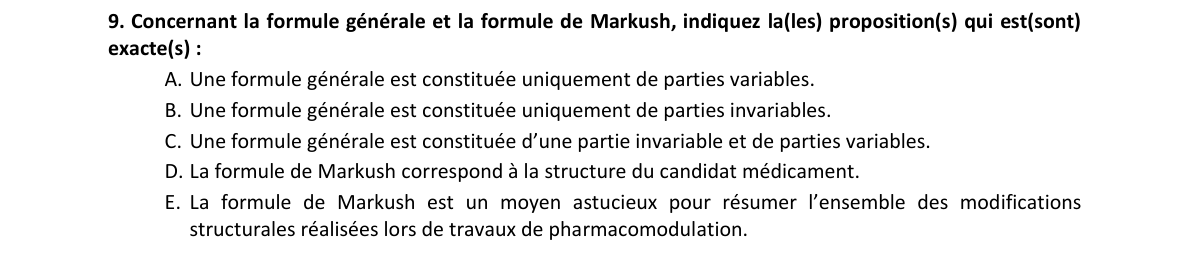 9. Concernant la formule générale et la formule de Markush, indiquez la(les) proposition(s) qui est(sont)
exacte(s) :
A. Une formule générale est constituée uniquement de parties variables.
B. Une formule générale est constituée uniquement de parties invariables.
C. Une formule générale est constituée d’une partie invariable et de parties variables.
D. La formule de Markush correspond à la structure du candidat médicament.
E. La formule de Markush est un moyen astucieux pour résumer l’ensemble des modifications
structurales réalisées lors de travaux de pharmacomodulation.